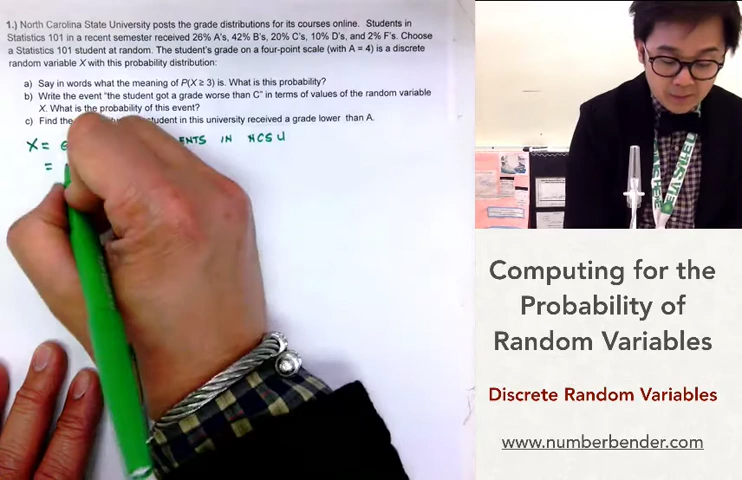 1.) North Carolina State University posts the grade distributions for its courses online. Students in
Statistics 101 in a recent semester received 26% A's, 42% B's, 20% C's, 10% D's, and 2% F's. Choose
a Statistics 101 student at random. The student's grade on a four-point scale (with A = 4) is a discrete
random variable X with this probability distribution:
a) Say in words what the meaning of P(X ≥ 3) is. What is this probability?
b) Write the event "the student got a grade worse than C" in terms of values of the random variable
X. What is the probability of this event?
c) Find the student in this university received a grade lower than A.
X = ENTS IN NCSU
=
Computing for the
Probability of
Random Variables
Discrete Random Variables
www.numberbender.com